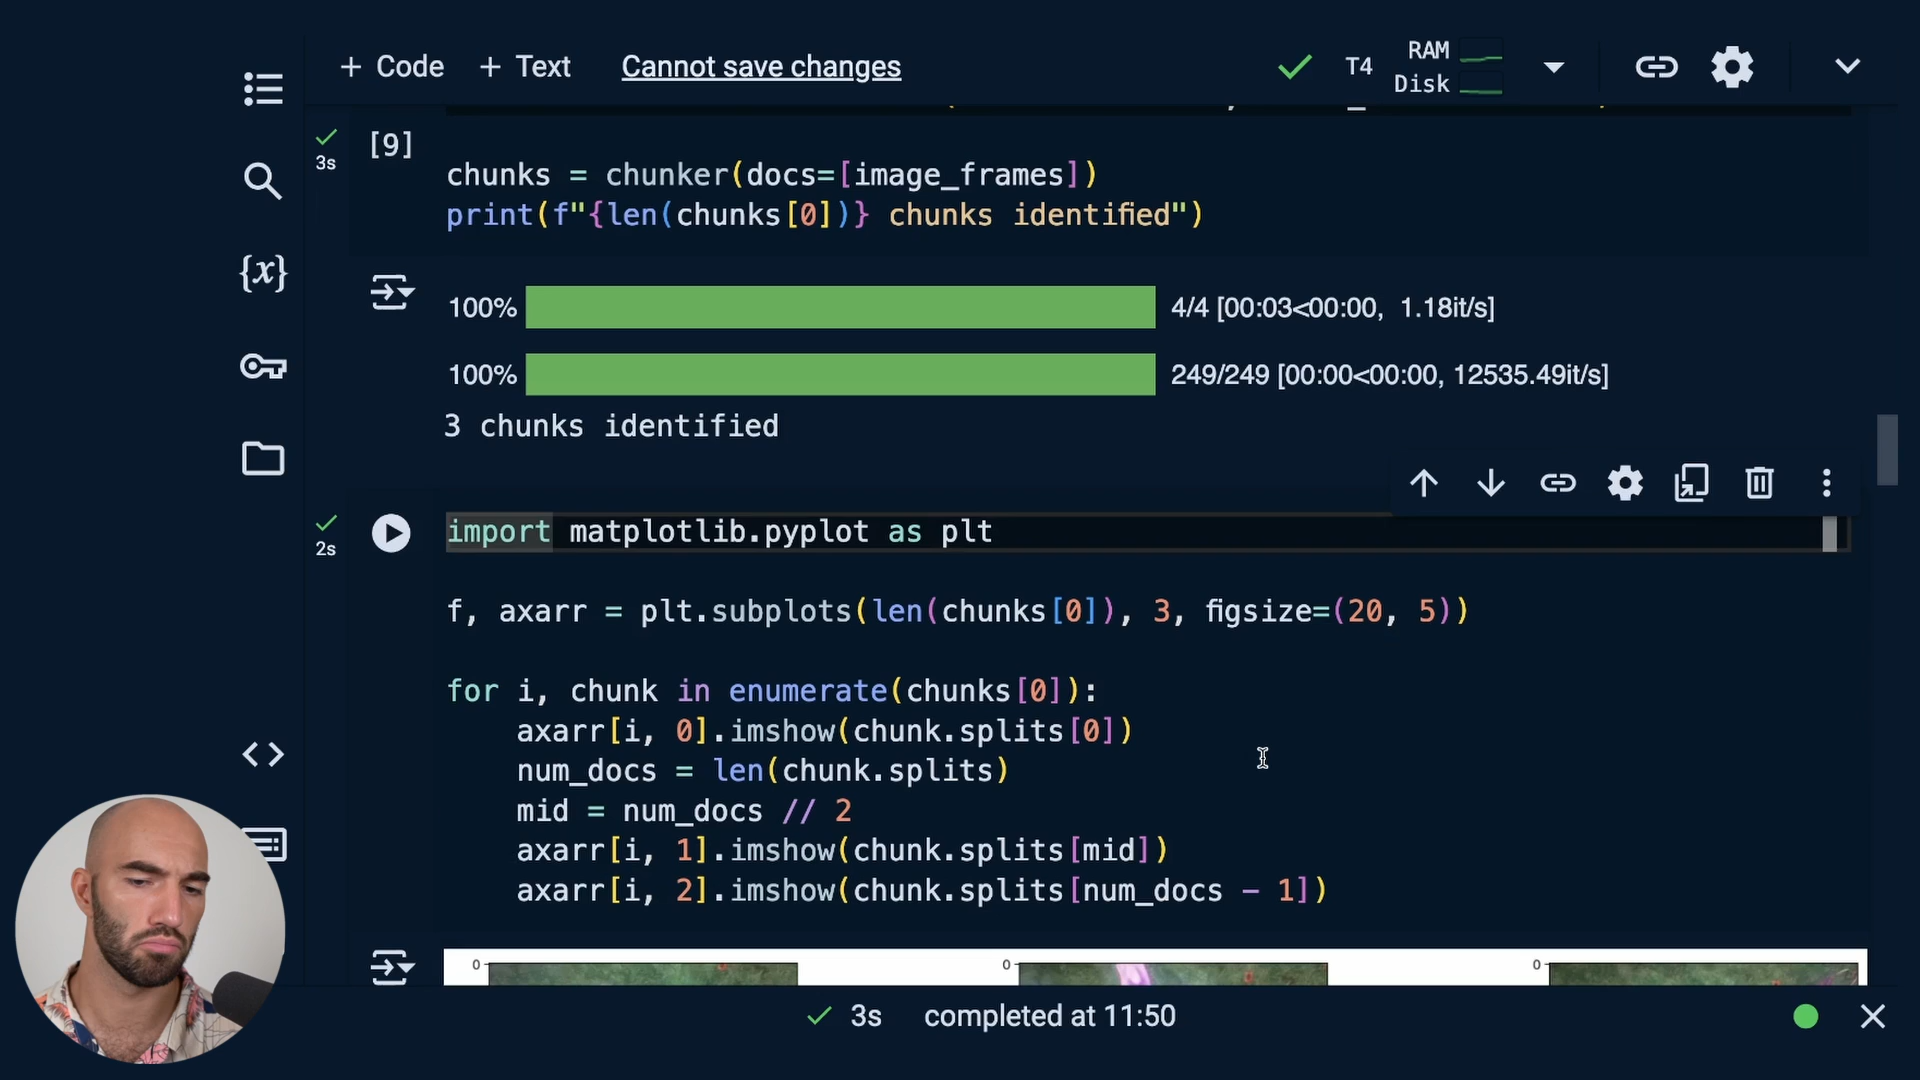 + Code + Text Cannot save changes T4 RAM Disk
3s [9]
chunks = chunker(docs=[image_frames])
print(f"{len(chunks[0])} chunks identified")
100% 4/4 [00:03<00:00, 1.18it/s]
100% 249/249 [00:00<00:00, 12535.49it/s]
3 chunks identified
{x}
2s import matplotlib.pyplot as plt
f, axarr = plt.subplots(len(chunks[0]), 3, figsize=(20, 5))
for i, chunk in enumerate(chunks[0]):
axarr[i, 0].imshow(chunk.splits[0])
num_docs = len(chunk.splits)
mid = num_docs // 2
axarr[i, 1].imshow(chunk.splits[mid])
axarr[i, 2].imshow(chunk.splits[num_docs - 1])
0 0 0
3s completed at 11:50